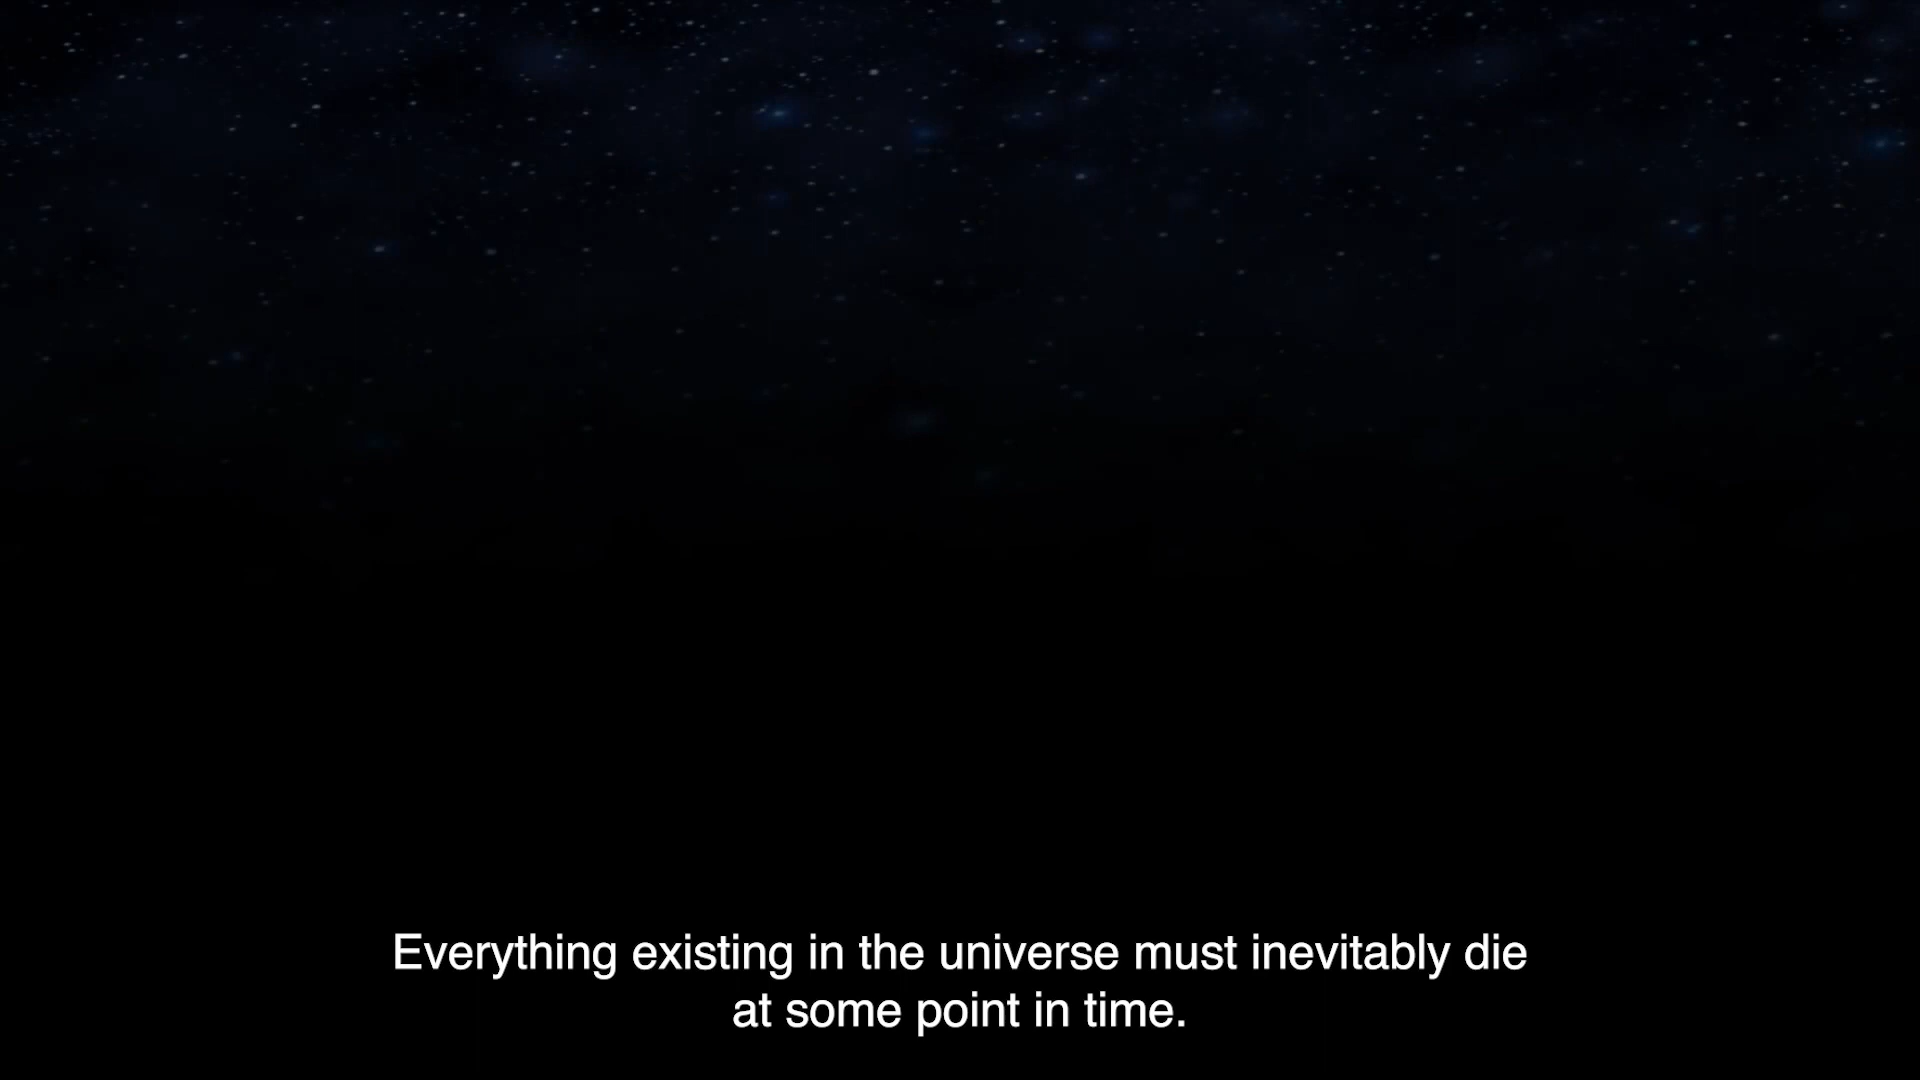 Everything existing in the universe must inevitably die
at some point in time.